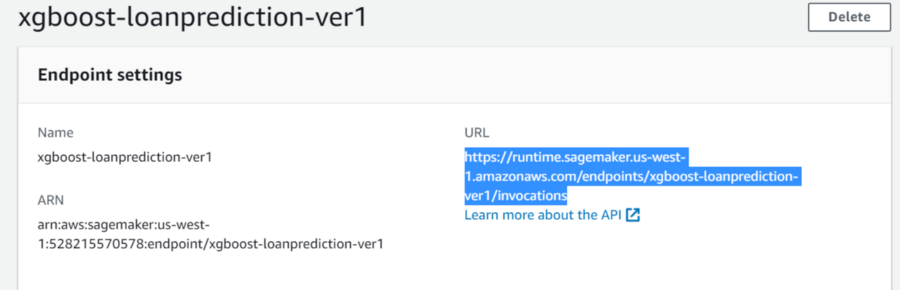 xgboost-loanprediction-ver1
Delete
Endpoint settings
Name
xgboost-loanprediction-ver1
ARN
arn:aws:sagemaker:us-west-
1:528215570578:endpoint/xgboost-loanprediction-ver1
URL
https://runtime.sagemaker.us-west-
1.amazonaws.com/endpoints/xgboost-loanprediction-
ver1/invocations
Learn more about the API